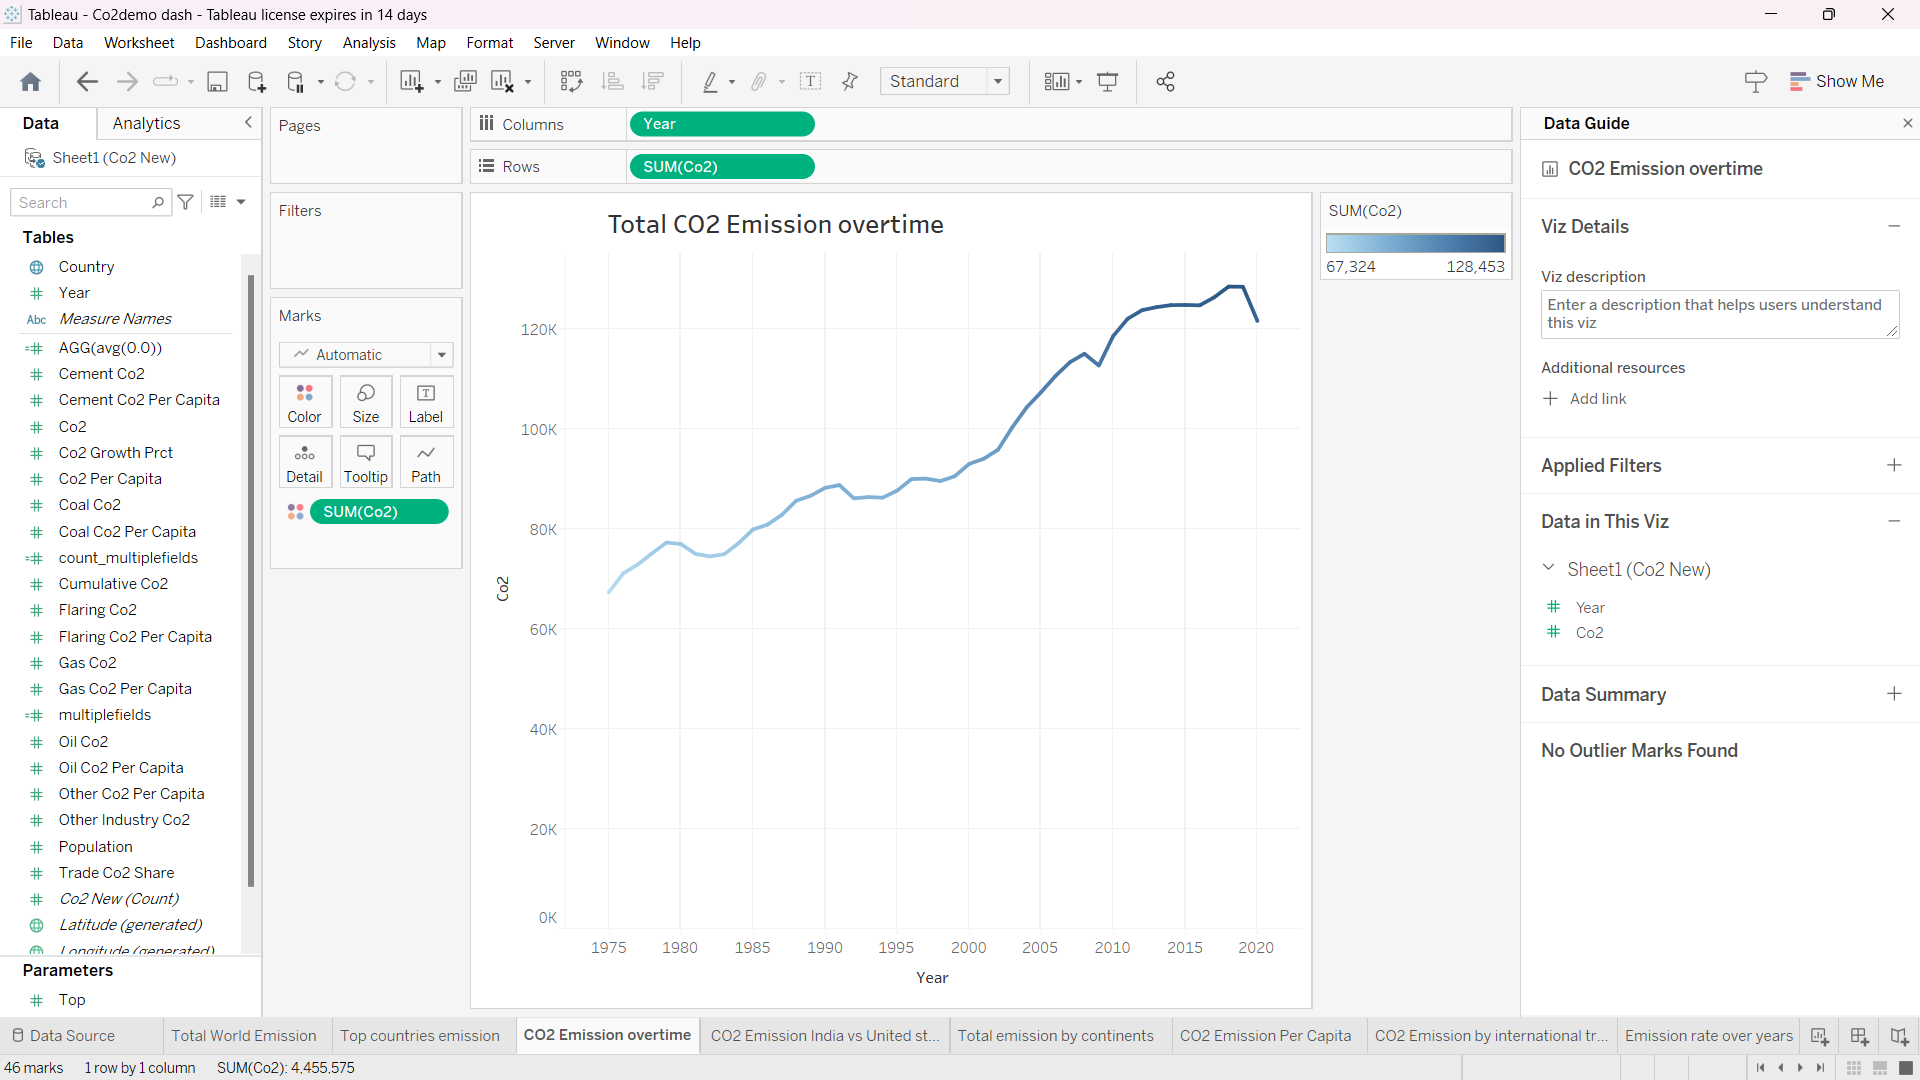 Tableau - Co2demo dash - Tableau license expires in 14 days
File Data Worksheet Dashboard Story Analysis Map Format Server Window Help
Standard
Show Me
Data Analytics
Sheet1 (Co2 New)
Search
Tables
Country
Year
Abc Measure Names
AGG(avg(0.0))
Cement Co2
Cement Co2 Per Capita
Co2
Co2 Growth Prct
Co2 Per Capita
Coal Co2
Coal Co2 Per Capita
count_multiplefields
Cumulative Co2
Flaring Co2
Flaring Co2 Per Capita
Gas Co2
Gas Co2 Per Capita
multiplefields
Oil Co2
Oil Co2 Per Capita
Other Co2 Per Capita
Other Industry Co2
Population
Trade Co2 Share
Co2 New (Count)
Latitude (generated)
Longitude (generated)
Parameters
Top
Pages
Filters
Marks
Automatic
Color Size Label
Detail Tooltip Path
SUM(Co2)
Columns Year
Rows SUM(Co2)
Total CO2 Emission overtime
120K
100K
80K
60K
40K
20K
0K
Co2
1975 1980 1985 1990 1995 2000 2005 2010 2015 2020
Year
SUM(Co2)
67,324 128,453
Data Guide
CO2 Emission overtime
Viz Details
Viz description
Enter a description that helps users understand
this viz
Additional resources
Add link
Applied Filters
Data in This Viz
Sheet1 (Co2 New)
Year
Co2
Data Summary
No Outlier Marks Found
Data Source Total World Emission Top countries emission CO2 Emission overtime CO2 Emission India vs United st... Total emission by continents CO2 Emission Per Capita CO2 Emission by international tr... Emission rate over years
46 marks 1 row by 1 column SUM(Co2): 4,455,575